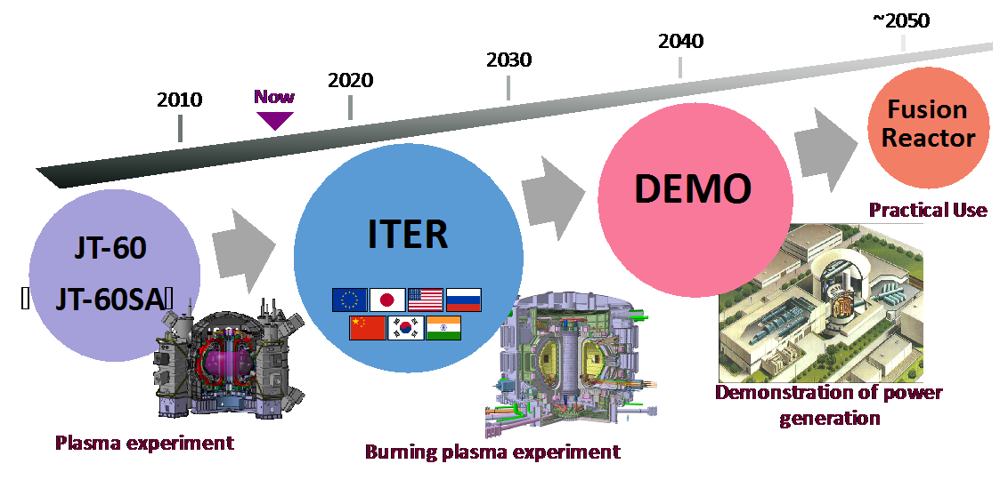 ~2050
2040
2030
2020
Now
2010
JT-60
JT-60SA
ITER
DEMO
Fusion
Reactor
Practical Use
Plasma experiment
Burning plasma experiment
Demonstration of power
generation